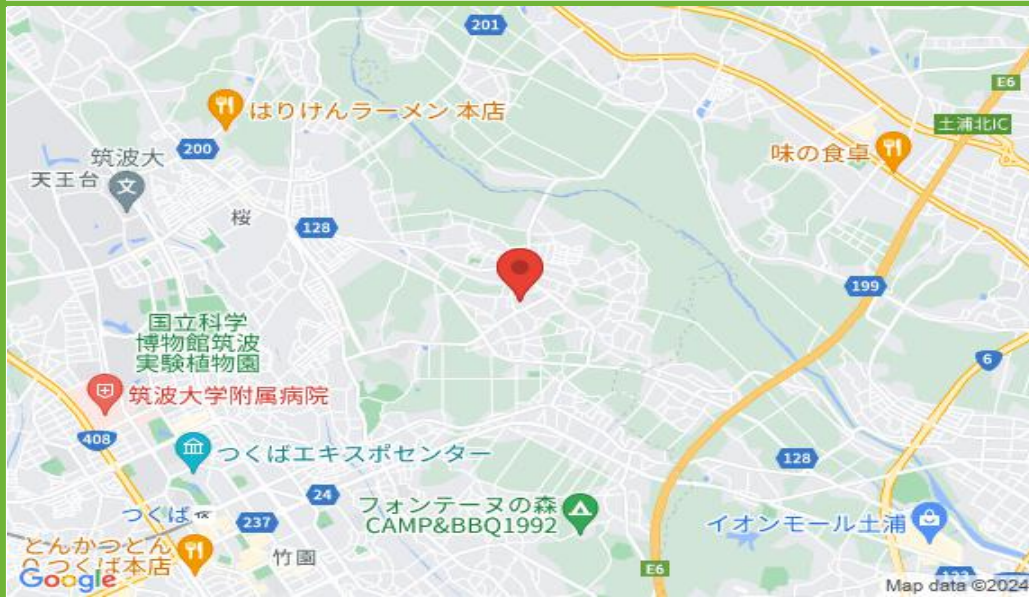 201
E6
はりけんラーメン 本店
土浦北IC
200
味の食卓
筑波大
天王台
文
桜
128
199
国立科学
博物館筑波
実験植物園
6
筑波大学附属病院
408
つくばエキスポセンター
128
24
フォンテーヌの森
CAMP&BBQ1992
つくば
237
イオンモール土浦
とんかつとん
Q つくば本店
竹園
E6
Google
Map data ©2024